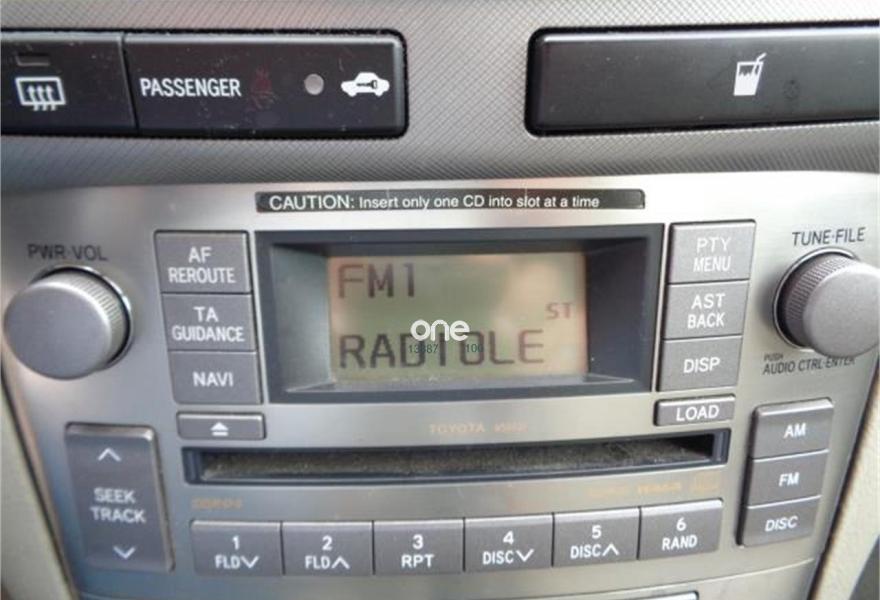 PASSENGER
CAUTION: Insert only one CD into slot at a time
PWR·VOL
AF
REROUTE
TA
GUIDANCE
NAVI
FM1
ST
RADIOLE
one
PTY
MENU
AST
BACK
DISP
TUNE·FILE
PUSH
AUDIO CTRL·ENTER
LOAD
TOYOTA
SEEK
TRACK
AM
FM
DISC
1
FLD
2
FLD
3
RPT
4
DISC
5
DISC
6
RAND